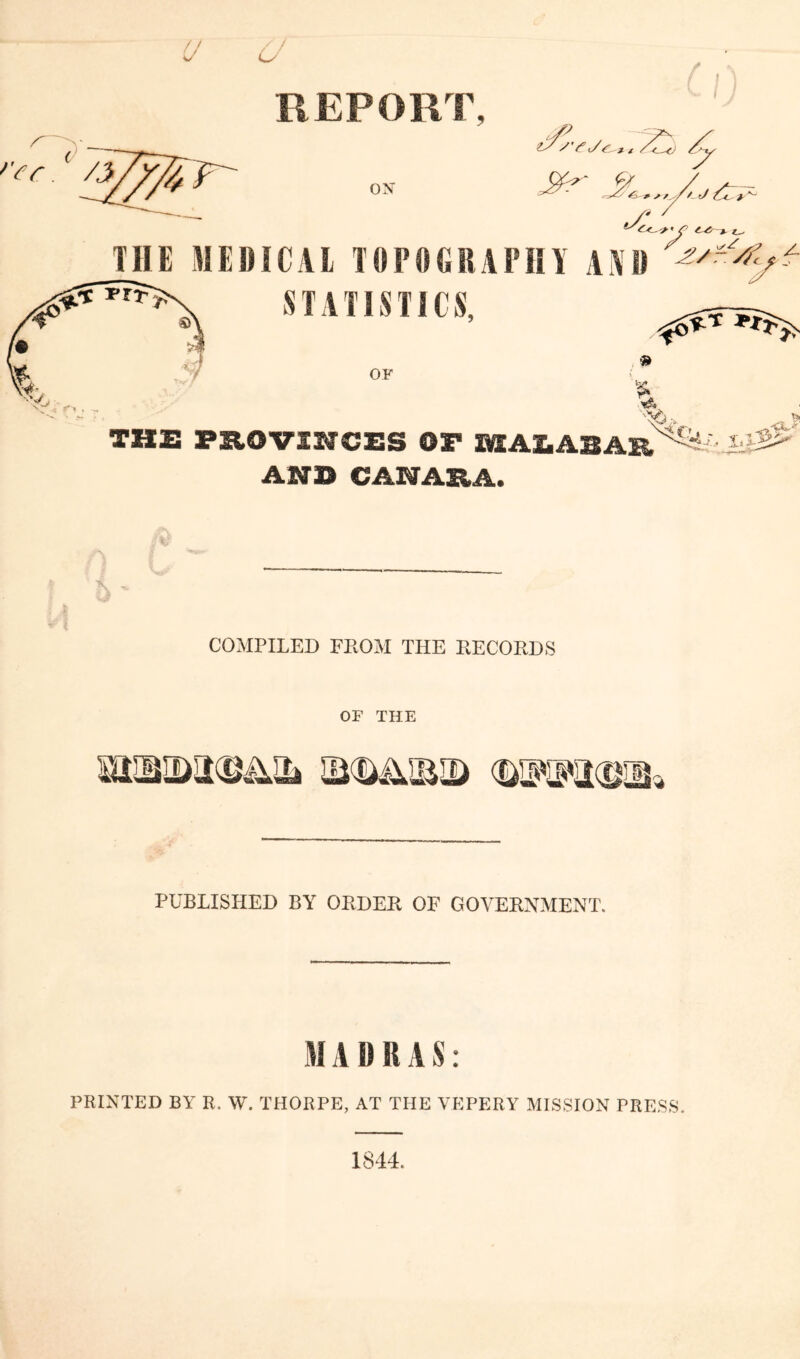 REPORT,
ON
THE MEDICAL TOPOGRAPHY AND
STATISTICS,
OF
THE PROVINCES OF MALABAR
AND CANARA.
COMPILED FROM THE RECORDS
OF THE
MEDICAL BOARD OFFICE.
PUBLISHED BY ORDER OF GOVERNMENT.
MADRAS:
PRINTED BY R. W. THORPE, AT THE VEPERY MISSION PRESS.
1844.